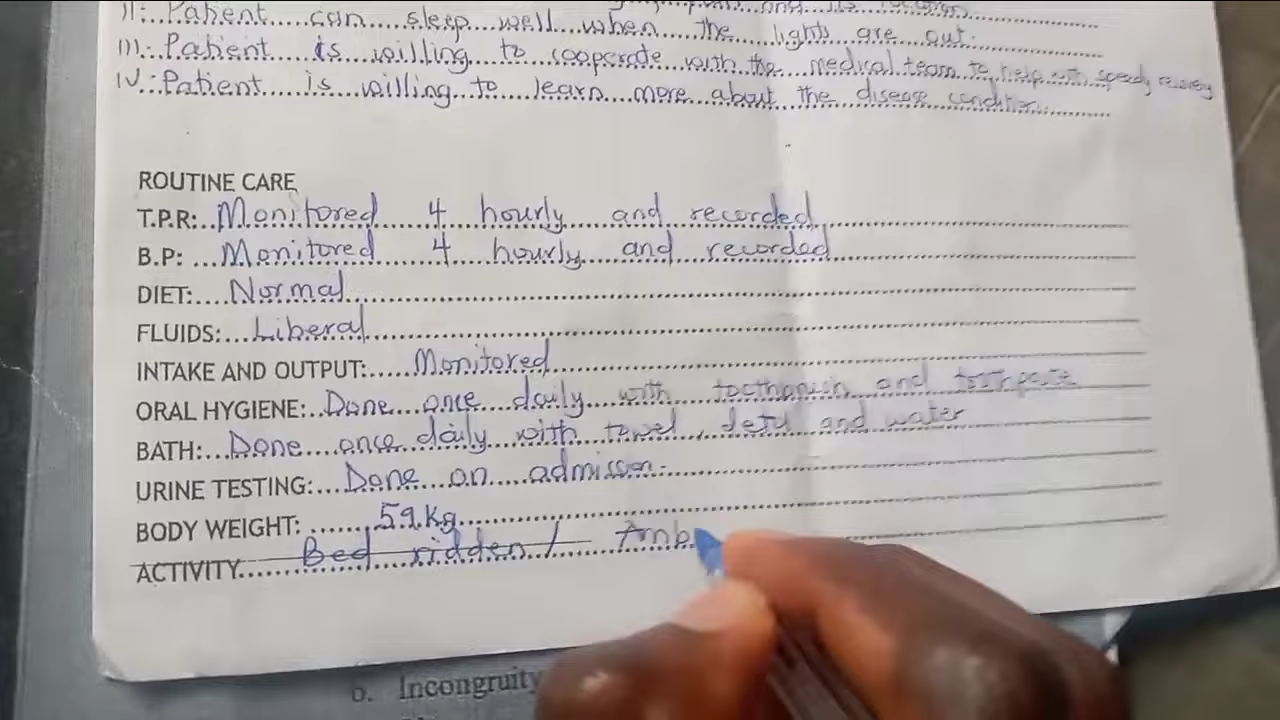 II: Patient can sleep well when the lights are out.
III: Patient is willing to cooperate with the medical team to help with speedy recovery
IV: Patient is willing to learn more about the disease condition
ROUTINE CARE
T.P.R: Monitored 4 hourly and recorded
B.P: Monitored 4 hourly and recorded
DIET: Normal
FLUIDS: Liberal
INTAKE AND OUTPUT: Monitored
ORAL HYGIENE: Done once daily with and
BATH: Done once daily with towel, and water
URINE TESTING: Done on admisson
BODY WEIGHT: 59kg
ACTIVITY Bed ridden / Amb
o. Incongruity